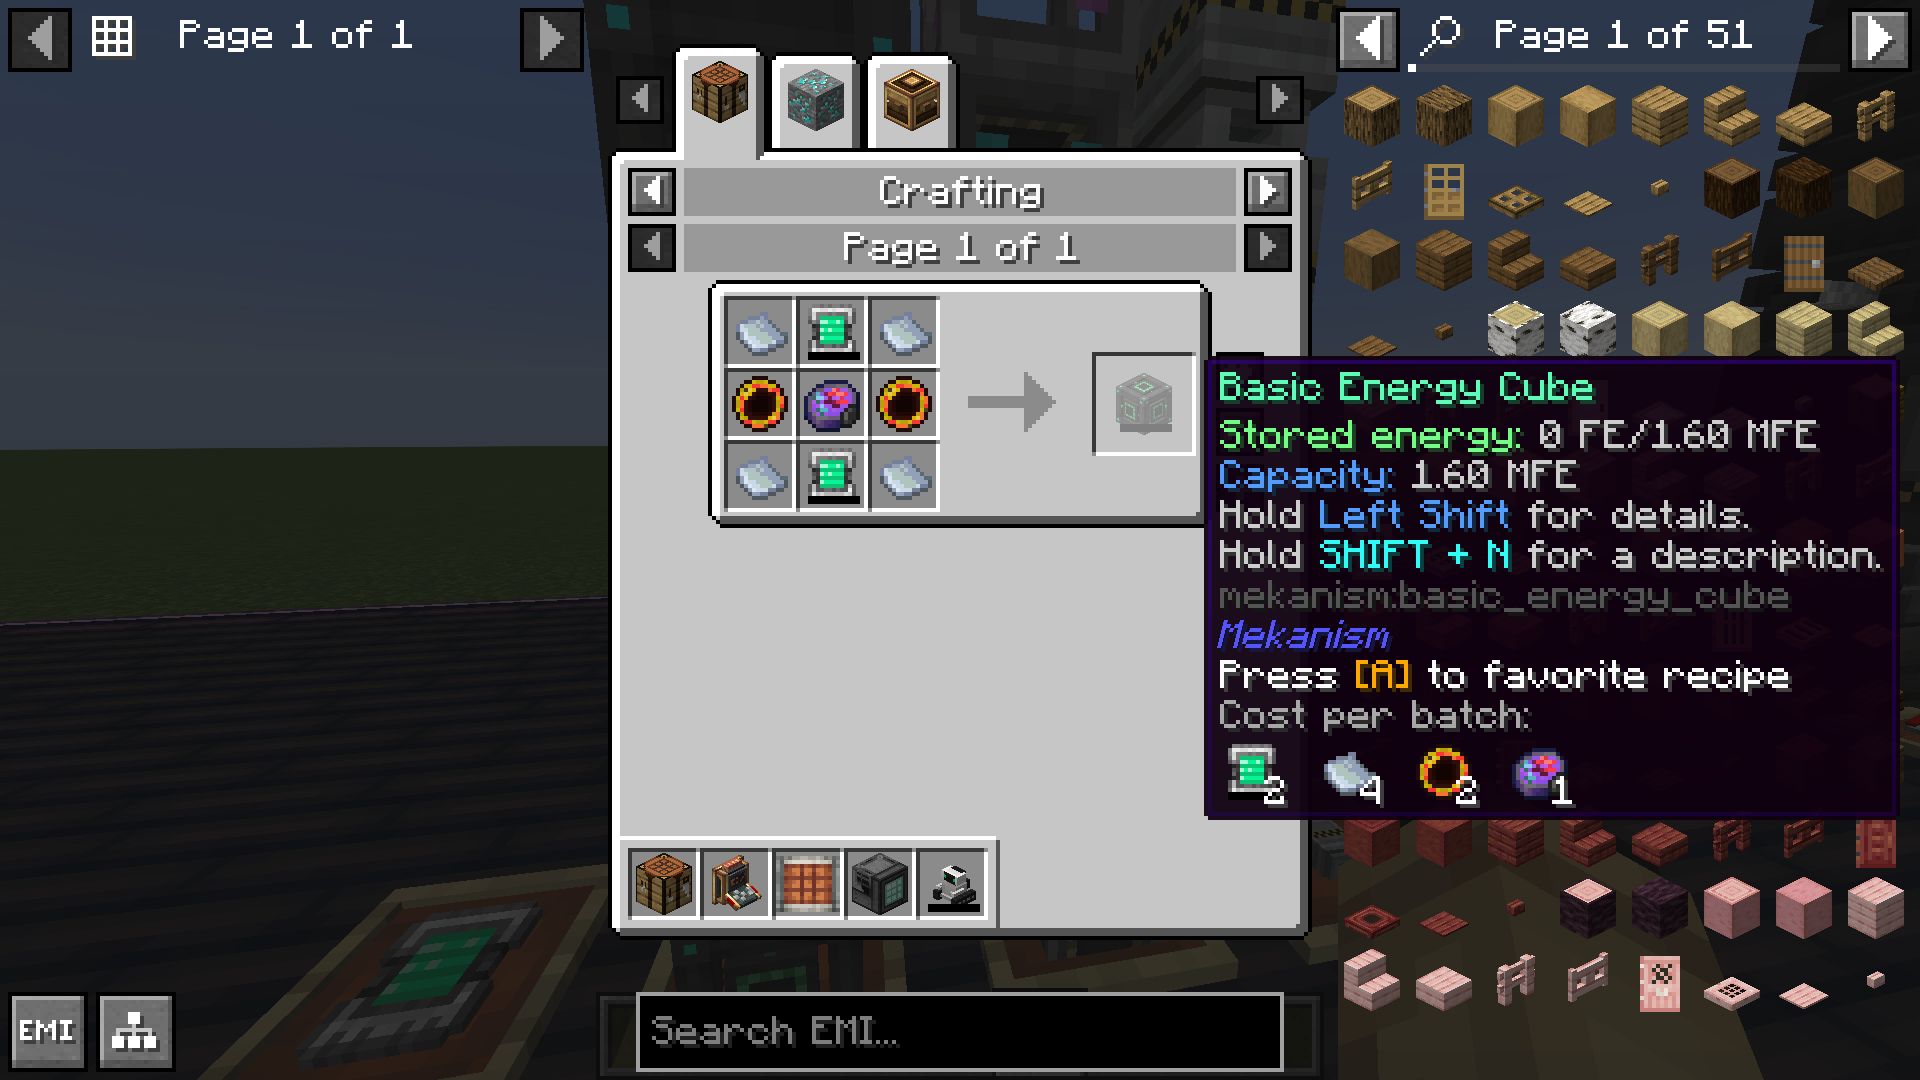 Page 1 of 1
Page 1 of 51
Crafting
Page 1 of 1
Basic Energy Cube
Stored energy: 0 FE/1.60 MFE
Capacity: 1.60 MFE
Hold Left Shift for details.
Hold SHIFT + N for a description.
mekanism:basic_energy_cube
Mekanism
Press [A] to favorite recipe
Cost per batch:
2 4 2 1
EMI
Search EMI...